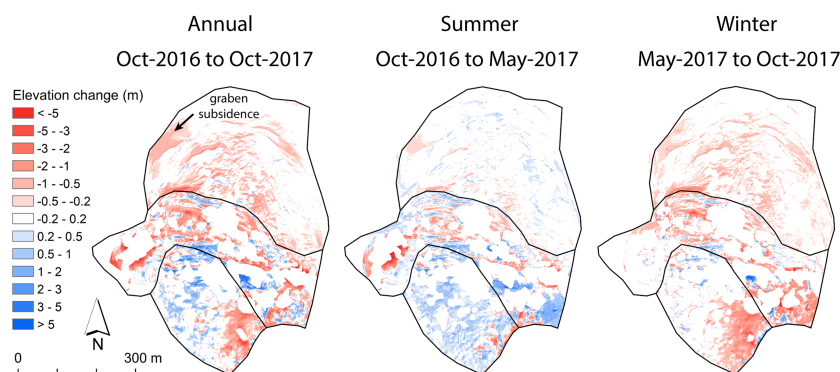 Annual
Oct-2016 to Oct-2017
Summer
Oct-2016 to May-2017
Winter
May-2017 to Oct-2017
Elevation change (m)
< -5
-5 - -3
-3 - -2
-2 - -1
-1 - -0.5
-0.5 - -0.2
-0.2 - 0.2
0.2 - 0.5
0.5 - 1
1 - 2
2 - 3
3 - 5
> 5
graben
subsidence
N
0
300 m